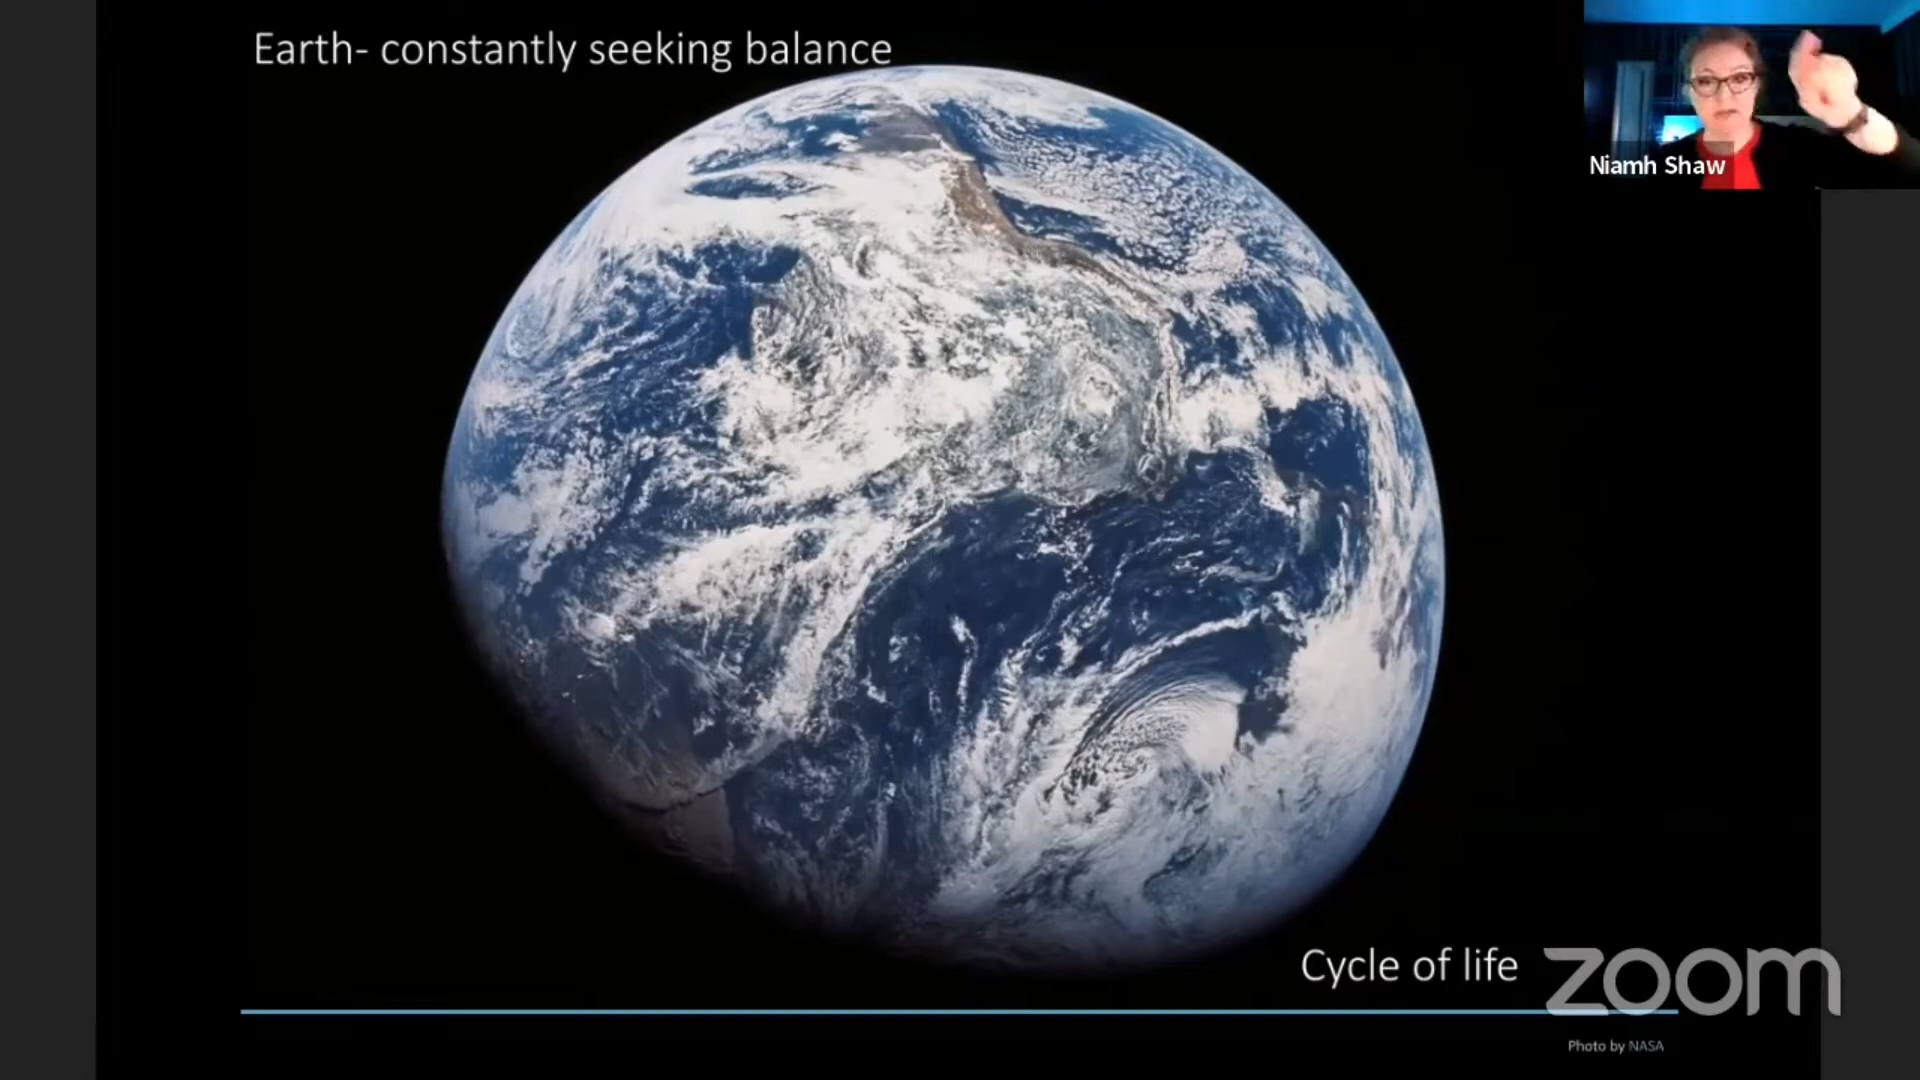 Earth- constantly seeking balance
Niamh Shaw
Cycle of life
zoom
Photo by NASA